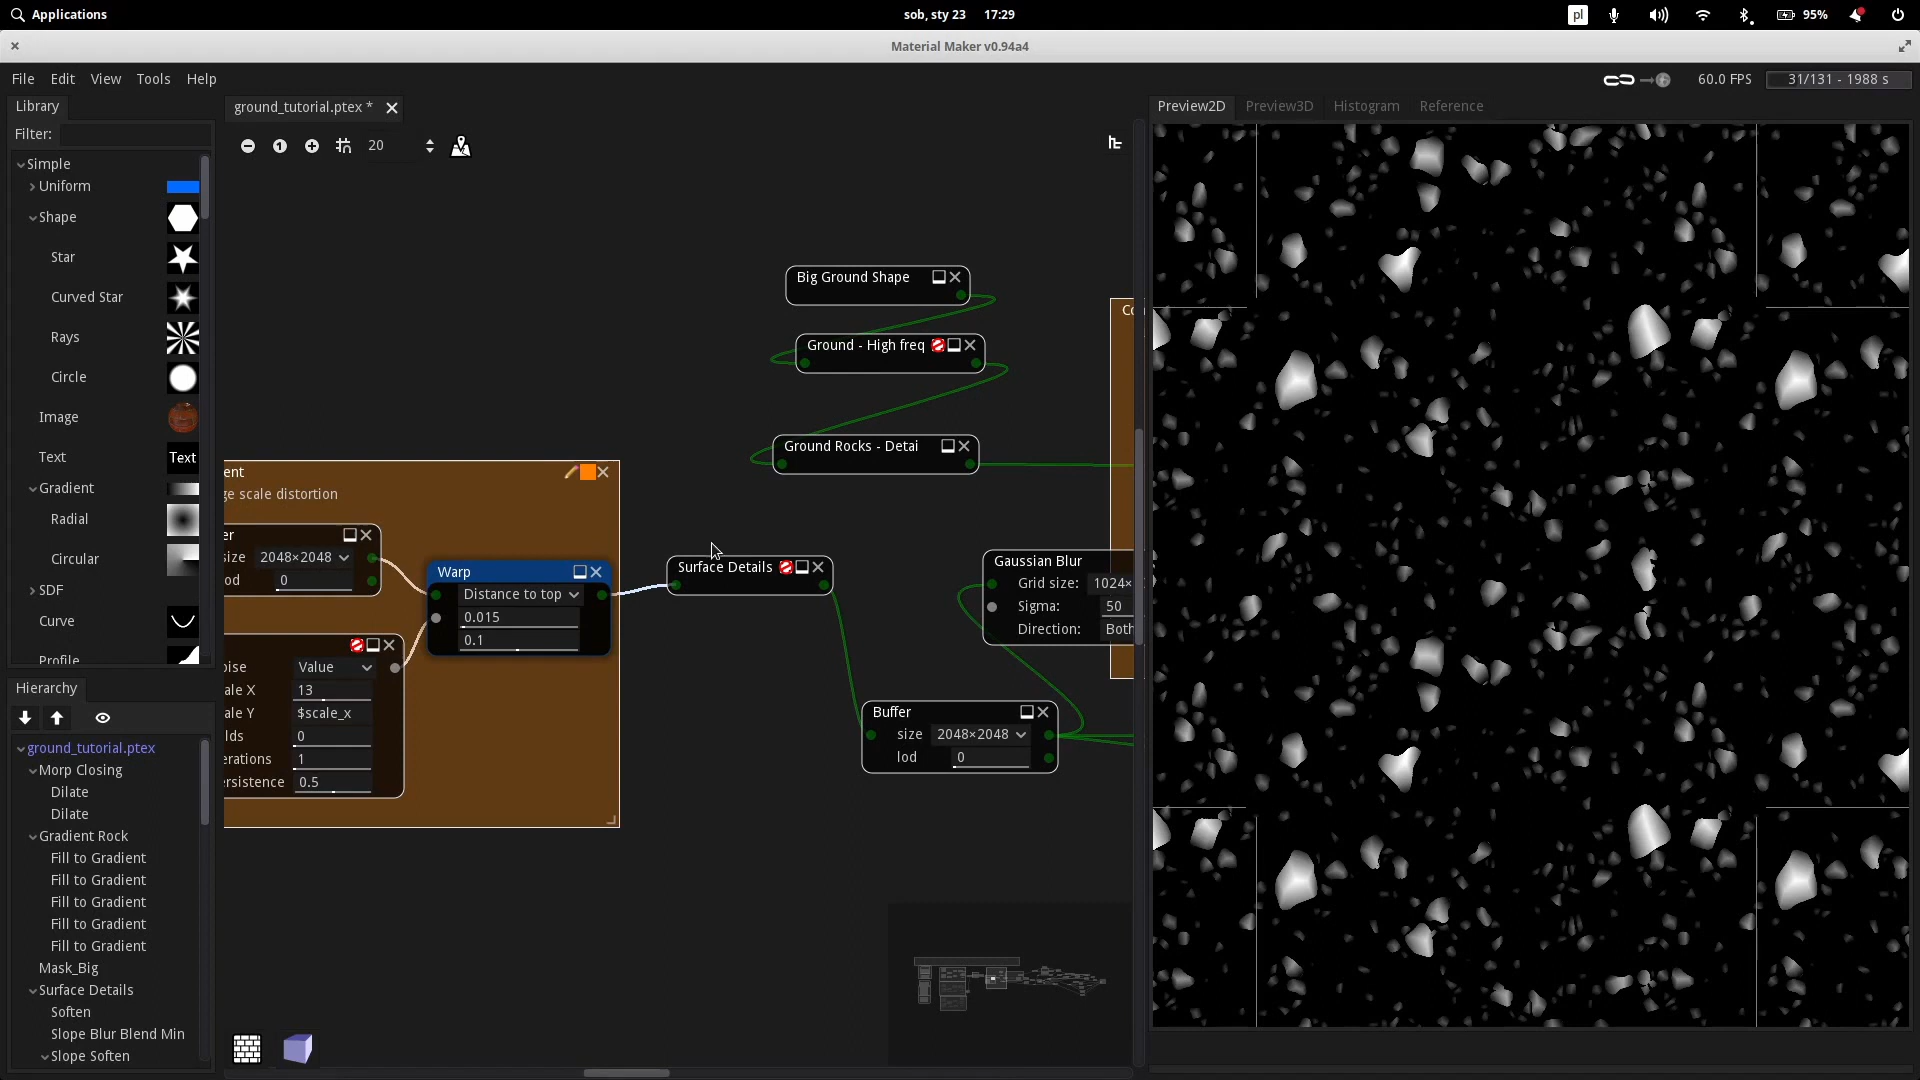 Applications
sob, sty 23 17:29
pl
95%
Material Maker v0.94a4
File Edit View Tools Help
60.0 FPS
31/131 - 1988 s
Library
Filter:
Simple
Uniform
Shape
Star
Curved Star
Rays
Circle
Image
Text
Text
Gradient
Radial
Circular
SDF
Curve
Profile
Hierarchy
ground_tutorial.ptex
Morp Closing
Dilate
Dilate
Gradient Rock
Fill to Gradient
Fill to Gradient
Fill to Gradient
Fill to Gradient
Fill to Gradient
Mask_Big
Surface Details
Soften
Slope Blur Blend Min
Slope Soften
ground_tutorial.ptex *
1
20
ent
ge scale distortion
er
size 2048×2048
od 0
oise Value
ale X 13
ale Y $scale_x
lds 0
erations 1
ersistence 0.5
Warp
Distance to top
0.015
0.1
Surface Details
Big Ground Shape
Ground - High freq
Ground Rocks - Detai
Gaussian Blur
Grid size: 1024×
Sigma: 50
Direction: Both
Buffer
size 2048×2048
lod 0
Co
Preview2D Preview3D Histogram Reference